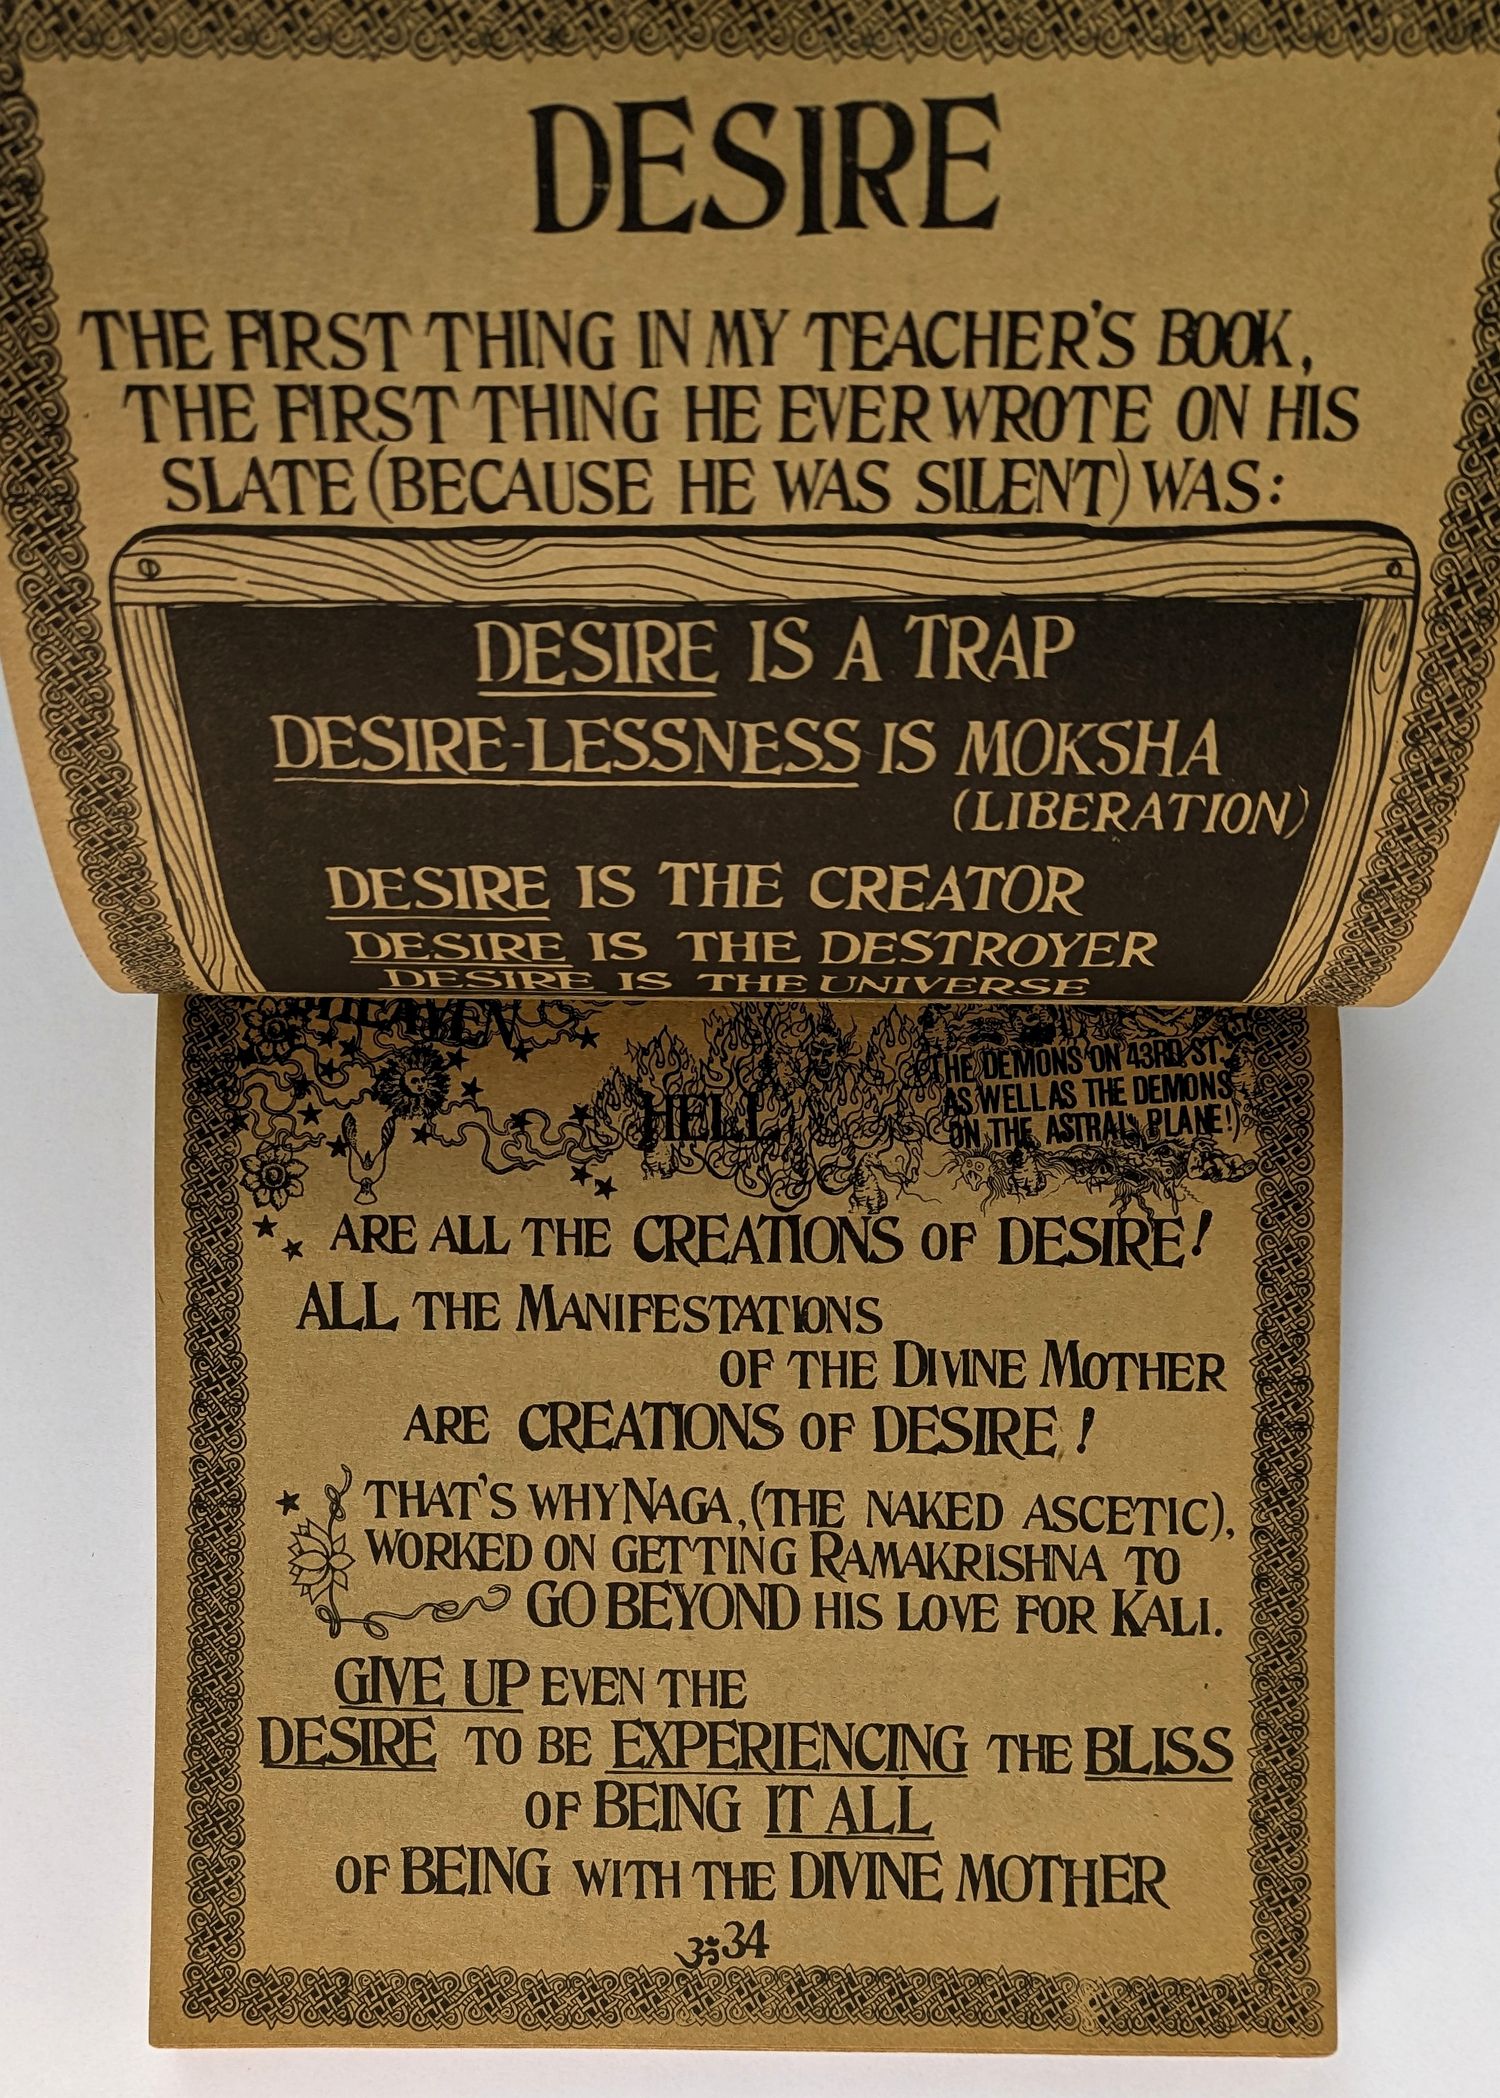 DESIRE
THE FIRST THING IN MY TEACHER'S BOOK,
THE FIRST THING HE EVER WROTE ON HIS
SLATE (BECAUSE HE WAS SILENT) WAS:
DESIRE IS A TRAP
DESIRE-LESSNESS IS MOKSHA
(LIBERATION)
DESIRE IS THE CREATOR
DESIRE IS THE DESTROYER
DESIRE IS THE UNIVERSE
HEAVEN
HELL
(THE DEMONS ON 43RD ST.
AS WELL AS THE DEMONS
ON THE ASTRAL PLANE!)
ARE ALL THE CREATIONS OF DESIRE!
ALL THE MANIFESTATIONS
OF THE DIVINE MOTHER
ARE CREATIONS OF DESIRE!
THAT'S WHY NAGA, (THE NAKED ASCETIC),
WORKED ON GETTING RAMAKRISHNA TO
GO BEYOND HIS LOVE FOR KALI.
GIVE UP EVEN THE
DESIRE TO BE EXPERIENCING THE BLISS
OF BEING IT ALL
OF BEING WITH THE DIVINE MOTHER
ॐ34